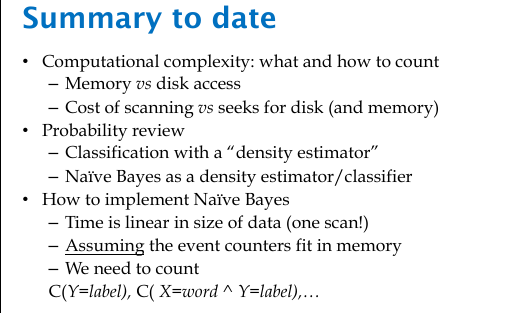 Summary to date
• Computational complexity: what and how to count
– Memory vs disk access
– Cost of scanning vs seeks for disk (and memory)
• Probability review
– Classification with a “density estimator”
– Naïve Bayes as a density estimator/classifier
• How to implement Naïve Bayes
– Time is linear in size of data (one scan!)
– Assuming the event counters fit in memory
– We need to count
C(Y=label), C( X=word ^ Y=label),…